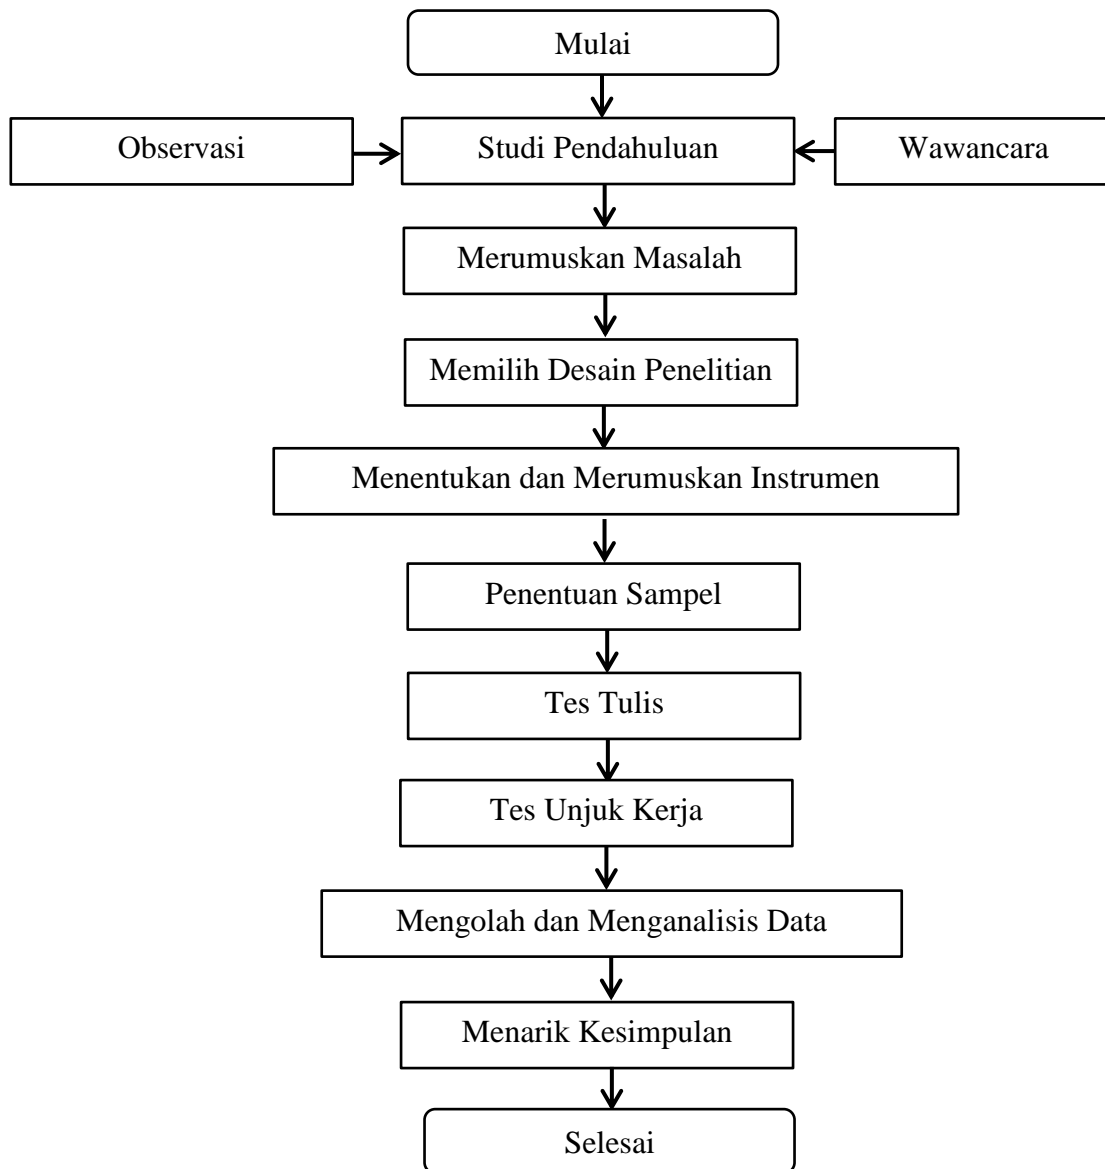 Mulai
Observasi
Studi Pendahuluan
Wawancara
Merumuskan Masalah
Memilih Desain Penelitian
Menentukan dan Merumuskan Instrumen
Penentuan Sampel
Tes Tulis
Tes Unjuk Kerja
Mengolah dan Menganalisis Data
Menarik Kesimpulan
Selesai